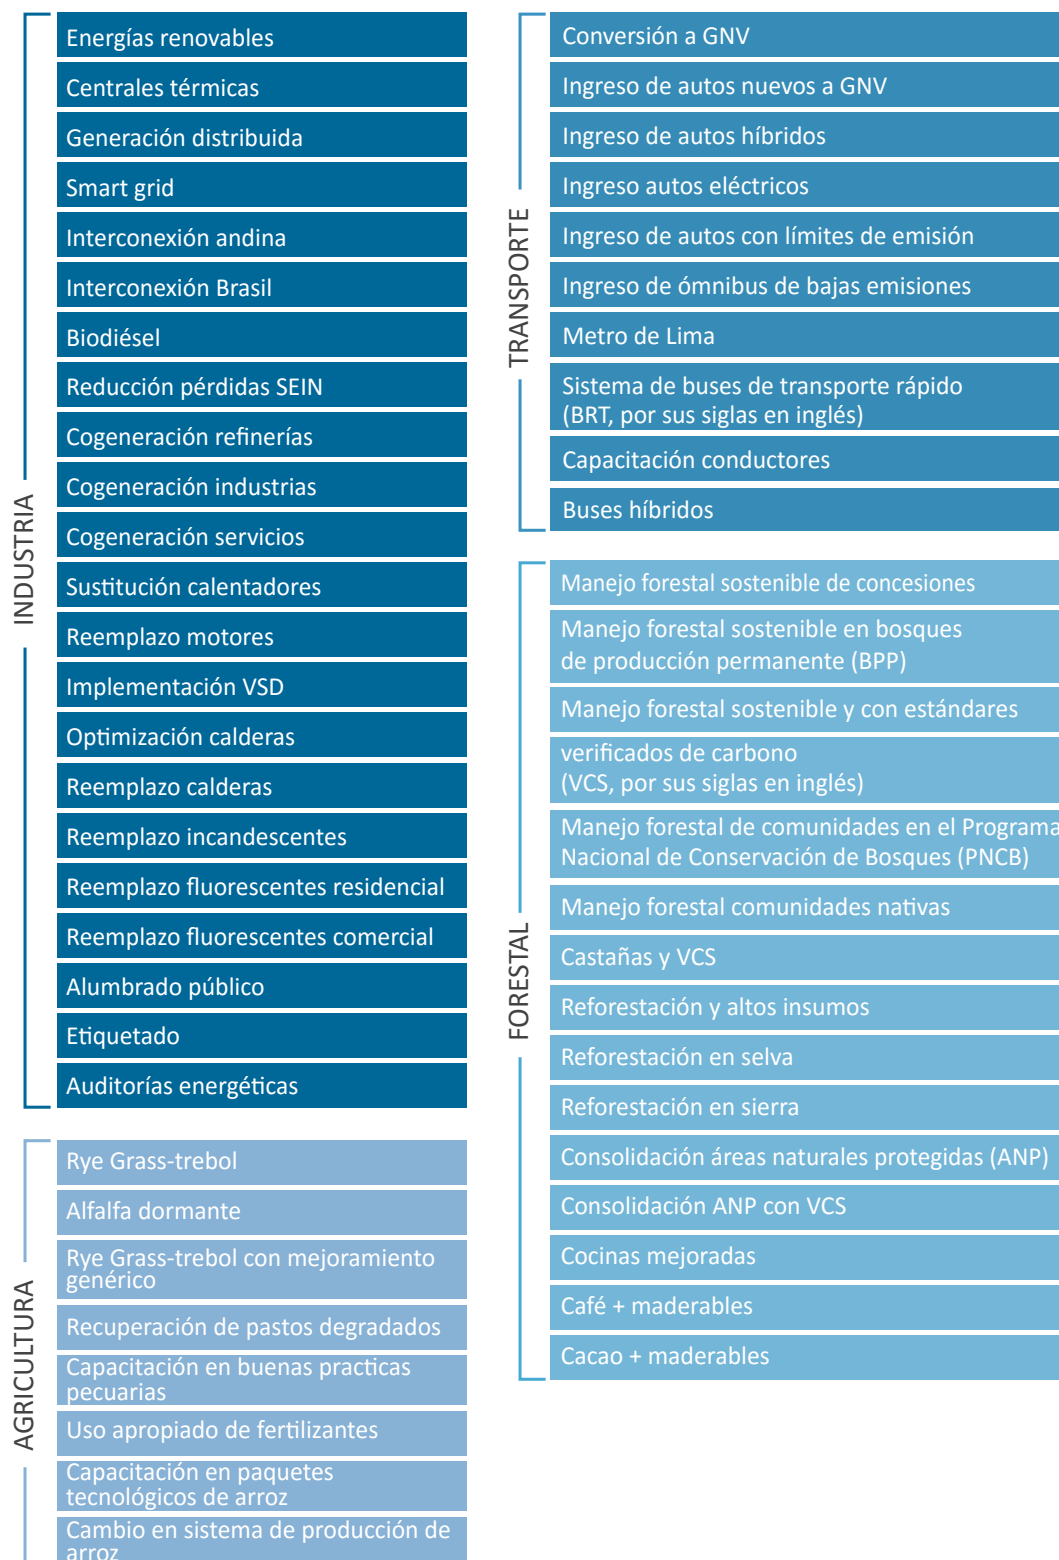 INDUSTRIA
Energías renovables
Centrales térmicas
Generación distribuida
Smart grid
Interconexión andina
Interconexión Brasil
Biodiésel
Reducción pérdidas SEIN
Cogeneración refinerías
Cogeneración industrias
Cogeneración servicios
Sustitución calentadores
Reemplazo motores
Implementación VSD
Optimización calderas
Reemplazo calderas
Reemplazo incandescentes
Reemplazo fluorescentes residencial
Reemplazo fluorescentes comercial
Alumbrado público
Etiquetado
Auditorías energéticas
AGRICULTURA
Rye Grass-trebol
Alfalfa dormante
Rye Grass-trebol con mejoramiento
genérico
Recuperación de pastos degradados
Capacitación en buenas practicas
pecuarias
Uso apropiado de fertilizantes
Capacitación en paquetes
tecnológicos de arroz
Cambio en sistema de producción de
arroz
TRANSPORTE
Conversión a GNV
Ingreso de autos nuevos a GNV
Ingreso de autos híbridos
Ingreso autos eléctricos
Ingreso de autos con límites de emisión
Ingreso de ómnibus de bajas emisiones
Metro de Lima
Sistema de buses de transporte rápido
(BRT, por sus siglas en inglés)
Capacitación conductores
Buses híbridos
FORESTAL
Manejo forestal sostenible de concesiones
Manejo forestal sostenible en bosques
de producción permanente (BPP)
Manejo forestal sostenible y con estándares
verificados de carbono
(VCS, por sus siglas en inglés)
Manejo forestal de comunidades en el Programa
Nacional de Conservación de Bosques (PNCB)
Manejo forestal comunidades nativas
Castañas y VCS
Reforestación y altos insumos
Reforestación en selva
Reforestación en sierra
Consolidación áreas naturales protegidas (ANP)
Consolidación ANP con VCS
Cocinas mejoradas
Café + maderables
Cacao + maderables